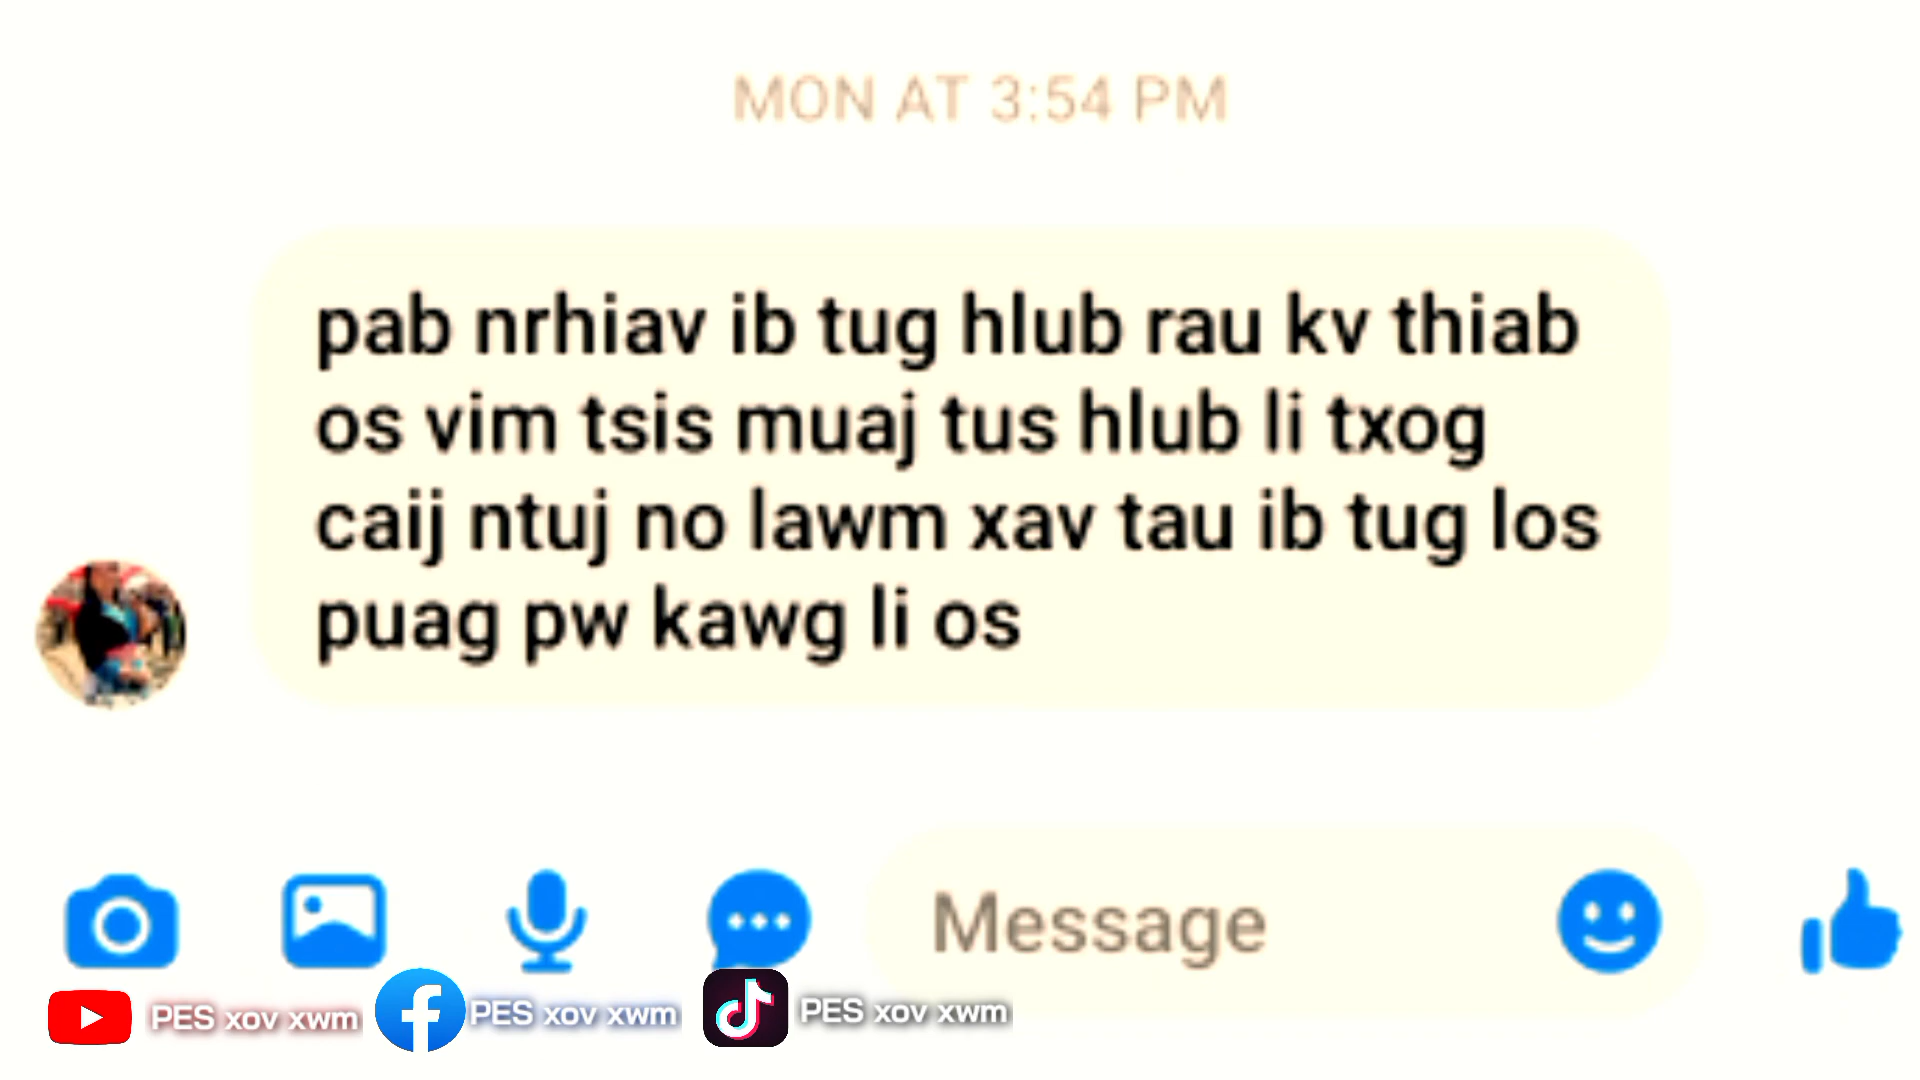 MON AT 3:54 PM
pab nrhiav ib tug hlub rau kv thiab
os vim tsis muaj tus hlub li txog
caij ntuj no lawm xav tau ib tug los
puag pw kawg li os
Message
PES xov xwm PES xov xwm PES xov xwm